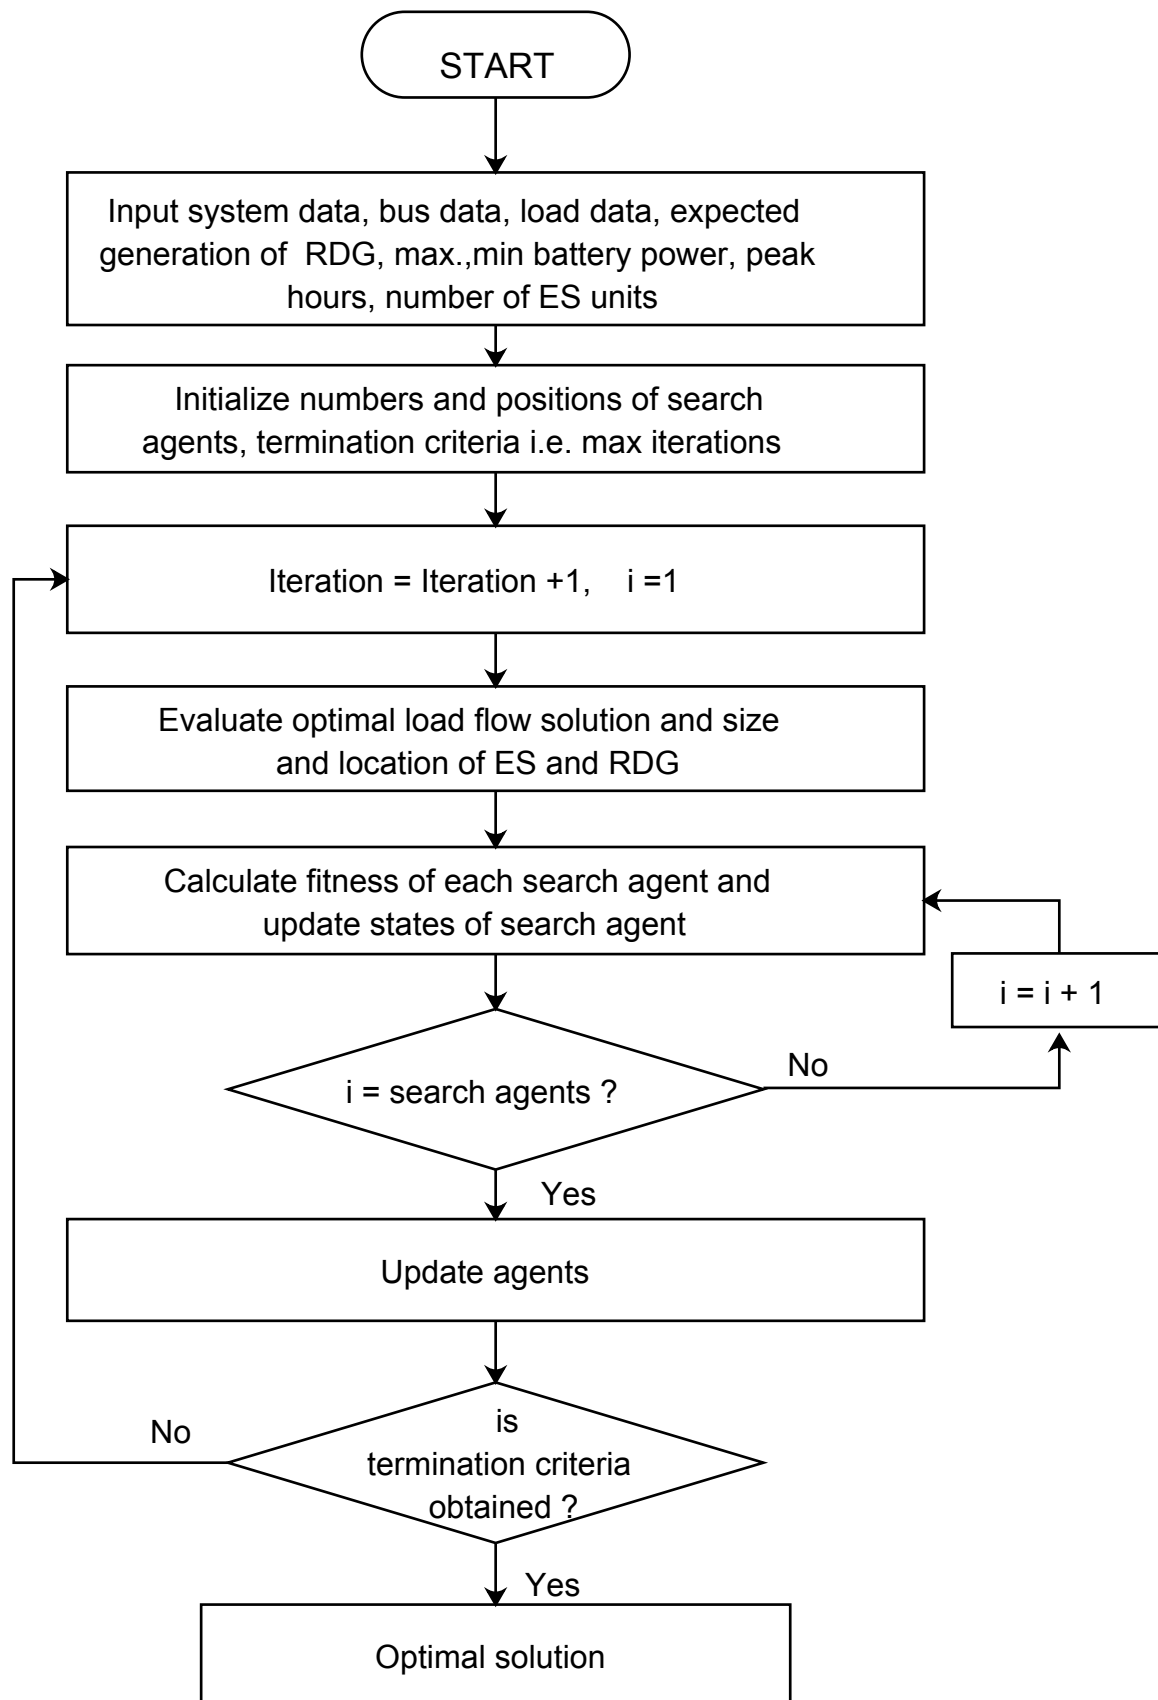 START
Input system data, bus data, load data, expected
generation of RDG, max.,min battery power, peak
hours, number of ES units
Initialize numbers and positions of search
agents, termination criteria i.e. max iterations
Iteration = Iteration +1, i =1
Evaluate optimal load flow solution and size
and location of ES and RDG
Calculate fitness of each search agent and
update states of search agent
i = i + 1
i = search agents ?
No
Yes
Update agents
is
termination criteria
obtained ?
No
Yes
Optimal solution